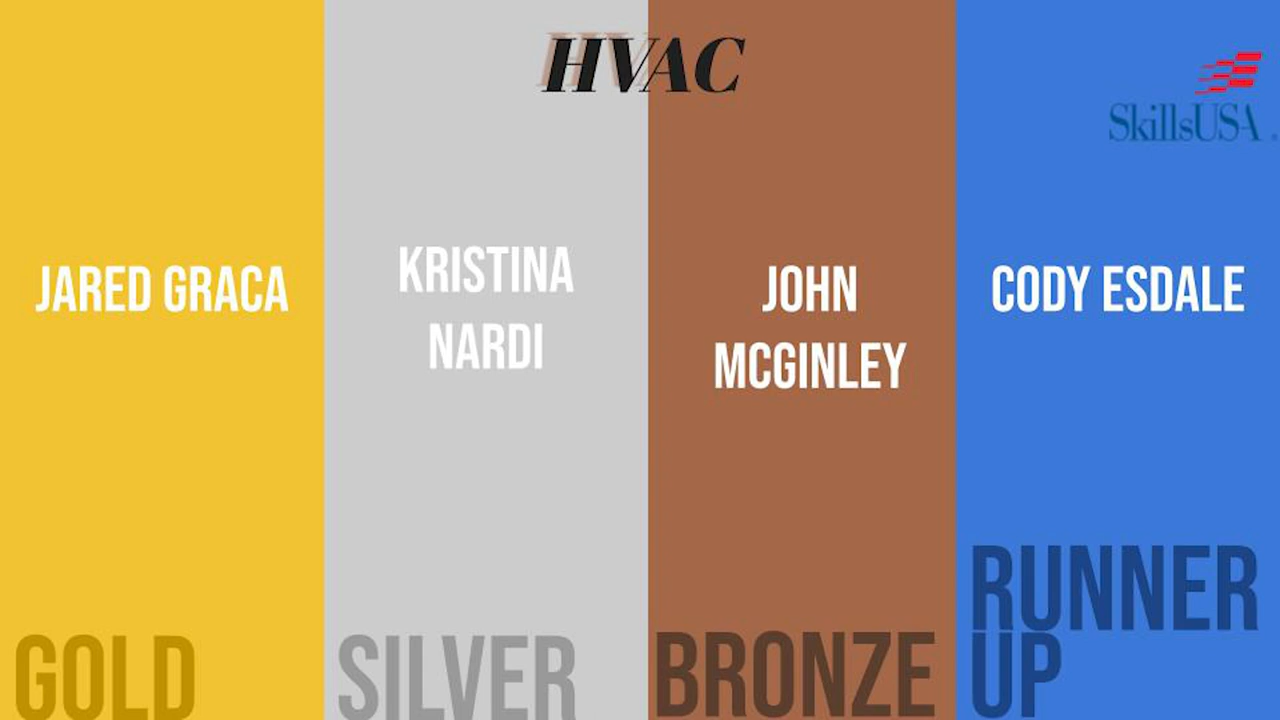 HVAC
SkillsUSA
JARED GRACA
KRISTINA
NARDI
JOHN
MCGINLEY
CODY ESDALE
GOLD
SILVER
BRONZE
RUNNER
UP